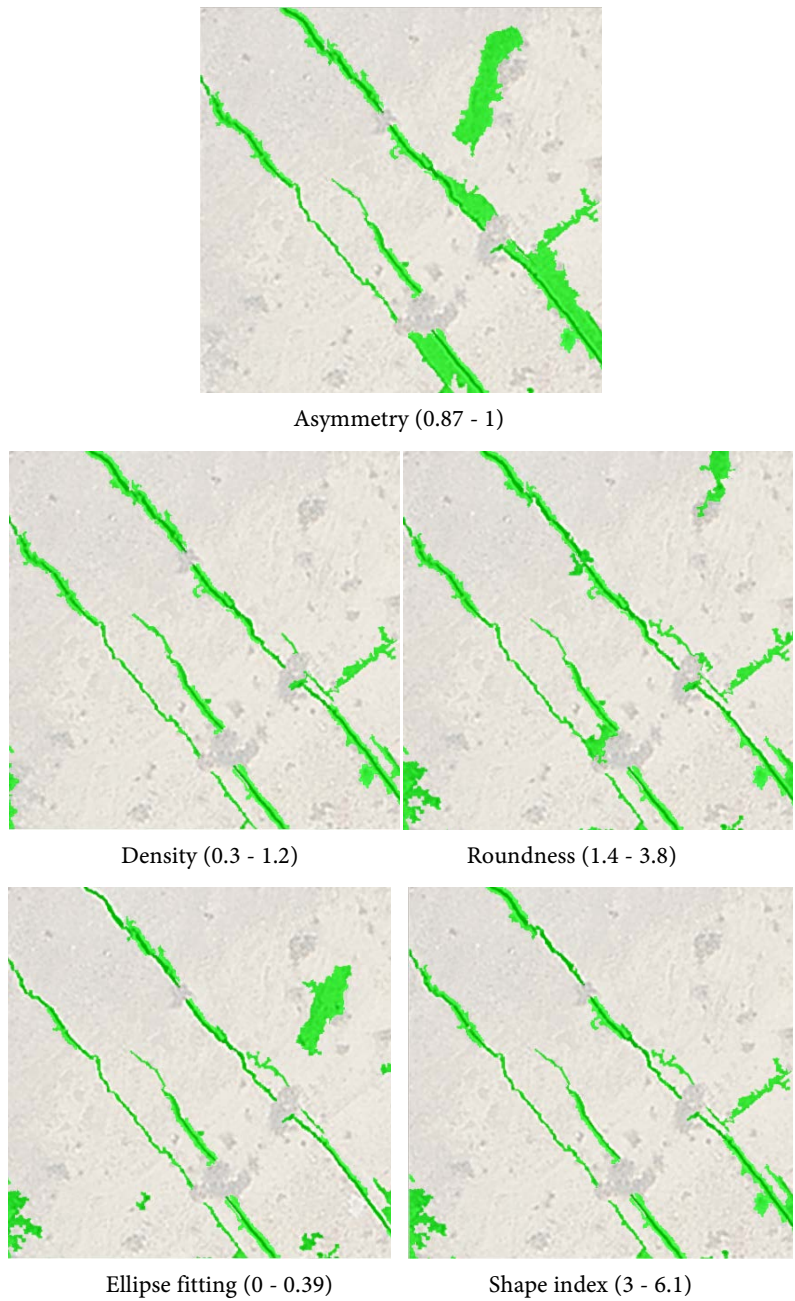 Asymmetry (0.87 - 1)
Density (0.3 - 1.2)
Roundness (1.4 - 3.8)
Ellipse fitting (0 - 0.39)
Shape index (3 - 6.1)